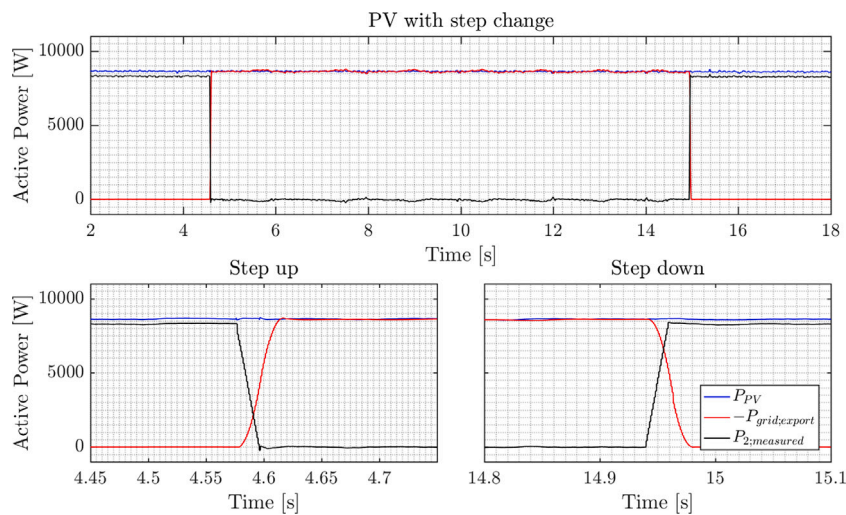 PV with step change
Active Power [W]
10000
5000
0
2 4 6 8 10 12 14 16 18
Time [s]
Step up
Active Power [W]
10000
5000
0
4.45 4.5 4.55 4.6 4.65 4.7
Time [s]
Step down
P_PV
−P_grid;export
P_2;measured
14.8 14.9 15 15.1
Time [s]